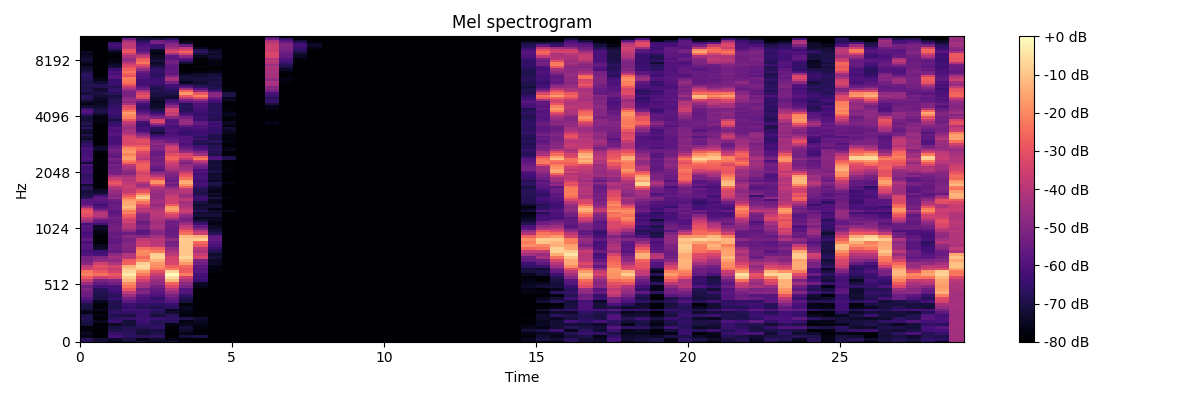 Mel spectrogram
+0 dB
8192
-10 dB
4096
-20 dB
-30 dB
2048
Hz
-40 dB
1024
-50 dB
512
-60 dB
-70 dB
0
-80 dB
0 5 10 15 20 25
Time